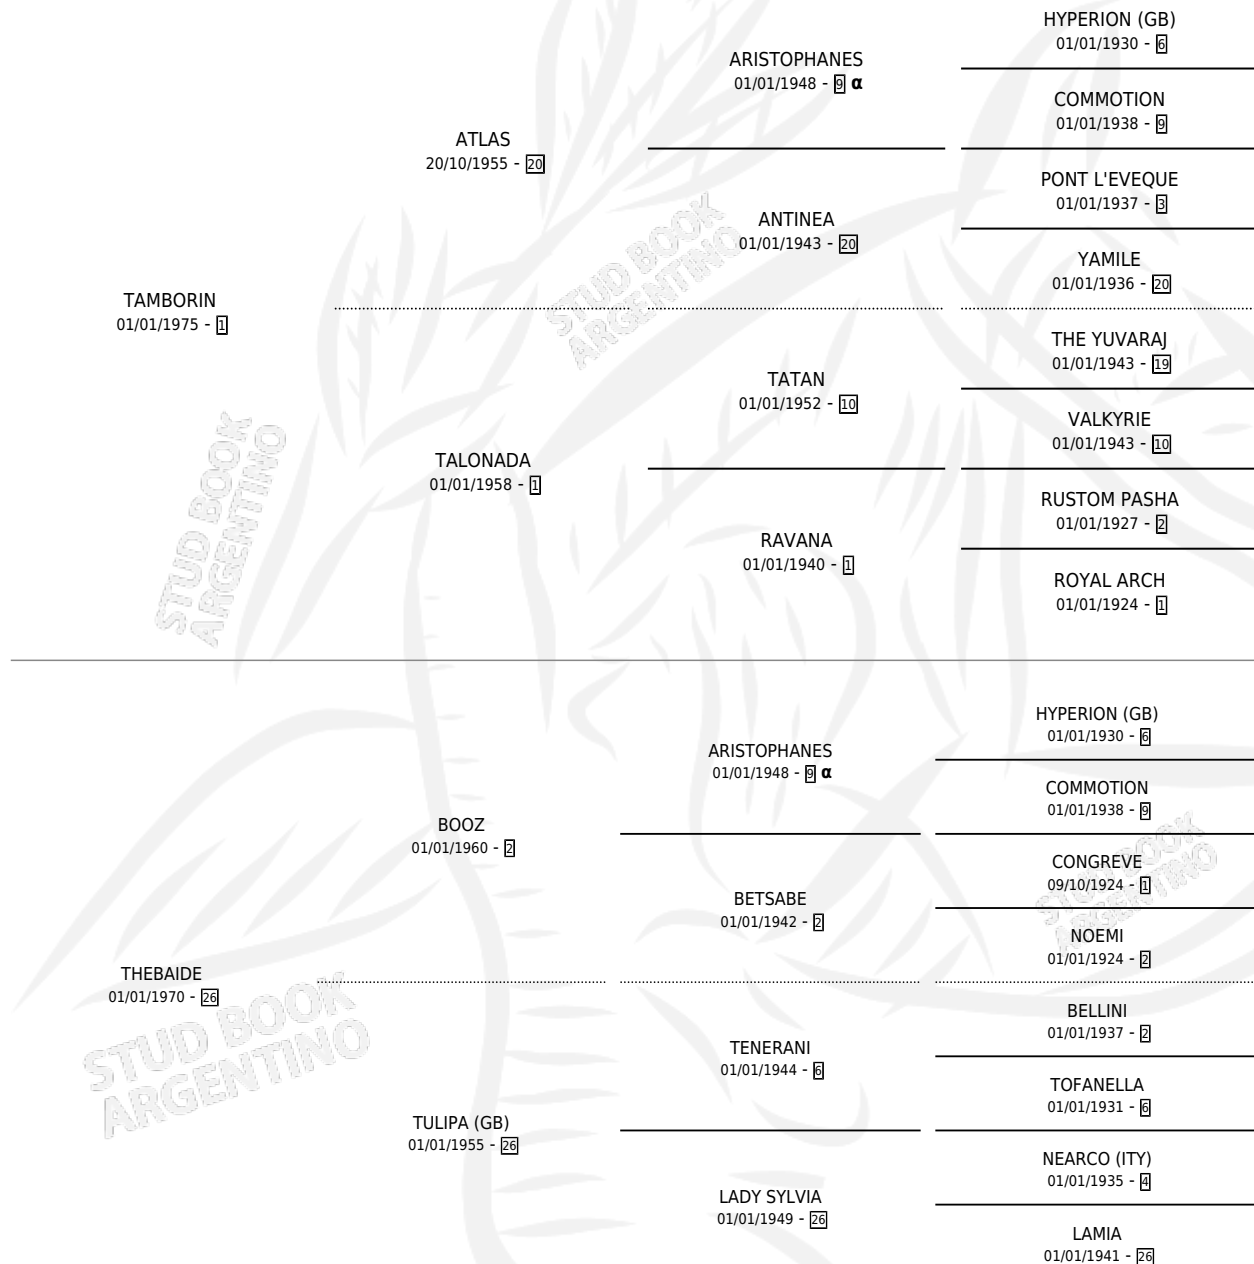 HYPERION (GB)
01/01/1930 - 6
ARISTOPHANES
01/01/1948 - 9 α
COMMOTION
01/01/1938 - 9
ATLAS
20/10/1955 - 20
PONT L'EVEQUE
01/01/1937 - 3
ANTINEA
01/01/1943 - 20
YAMILE
01/01/1936 - 20
STUD BOOK
ARGENTINO
TAMBORIN
01/01/1975 - 1
THE YUVARAJ
01/01/1943 - 19
TATAN
01/01/1952 - 10
VALKYRIE
01/01/1943 - 10
TALONADA
01/01/1958 - 1
RUSTOM PASHA
01/01/1927 - 2
RAVANA
01/01/1940 - 1
ROYAL ARCH
01/01/1924 - 1
STUD BOOK
ARGENTINO
HYPERION (GB)
01/01/1930 - 6
ARISTOPHANES
01/01/1948 - 9 α
COMMOTION
01/01/1938 - 9
BOOZ
01/01/1960 - 2
CONGREVE
09/10/1924 - 1
BETSABE
01/01/1942 - 2
NOEMI
01/01/1924 - 2
STUD BOOK
ARGENTINO
THEBAIDE
01/01/1970 - 26
BELLINI
01/01/1937 - 2
TENERANI
01/01/1944 - 6
TOFANELLA
01/01/1931 - 6
STUD BOOK
ARGENTINO
TULIPA (GB)
01/01/1955 - 26
NEARCO (ITY)
01/01/1935 - 4
LADY SYLVIA
01/01/1949 - 26
LAMIA
01/01/1941 - 26